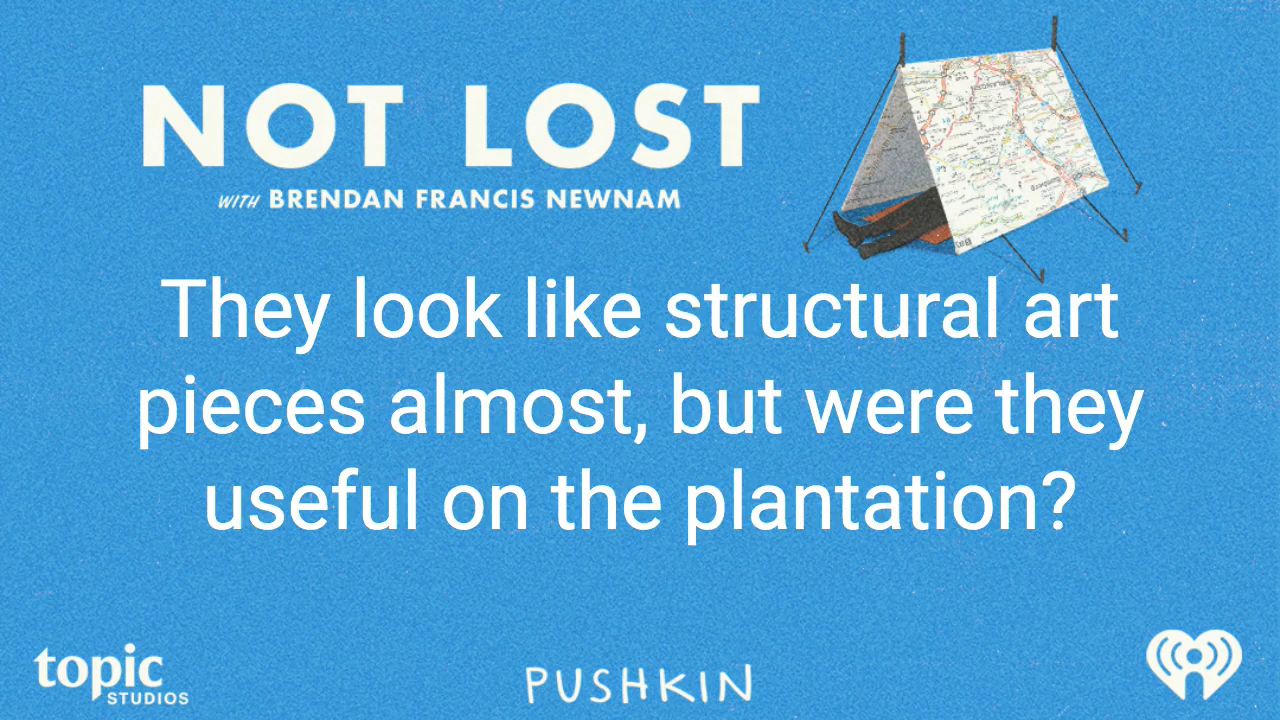 NOT LOST
WITH BRENDAN FRANCIS NEWNAM
They look like structural art
pieces almost, but were they
useful on the plantation?
topic
STUDIOS
PUSHKIN